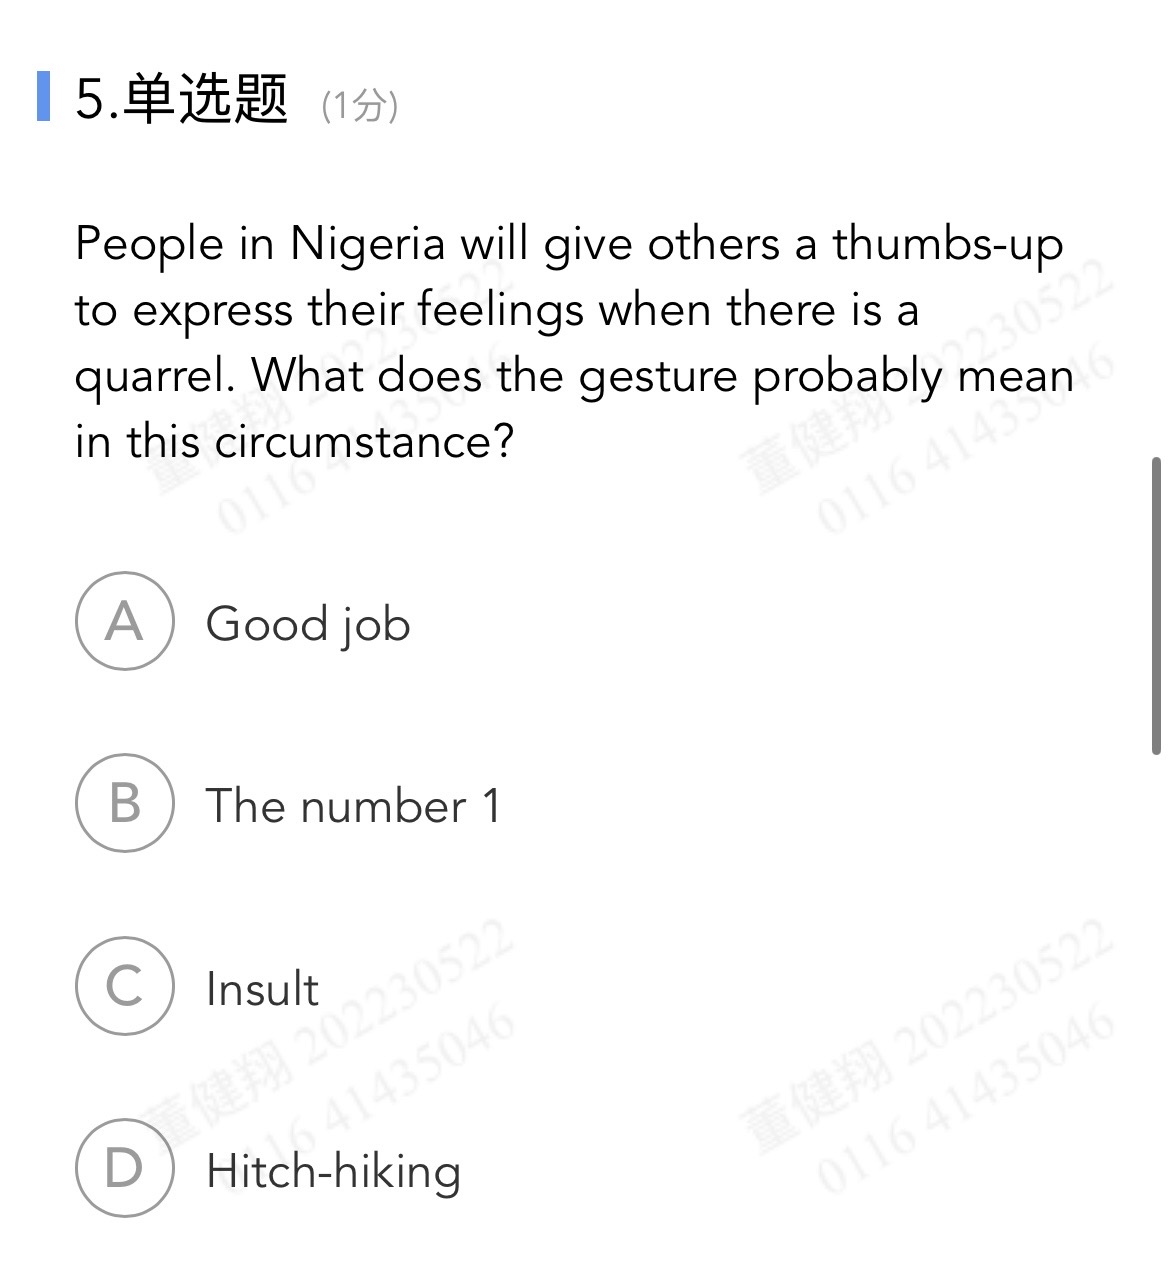 5.单选题 (1分)
People in Nigeria will give others a thumbs-up
to express their feelings when there is a
quarrel. What does the gesture probably mean
in this circumstance?
董健翔 202230522
0116 41435046
董健翔 202230522
0116 41435046
A Good job
B The number 1
C Insult
董健翔 202230522
0116 41435046
董健翔 202230522
0116 41435046
D Hitch-hiking